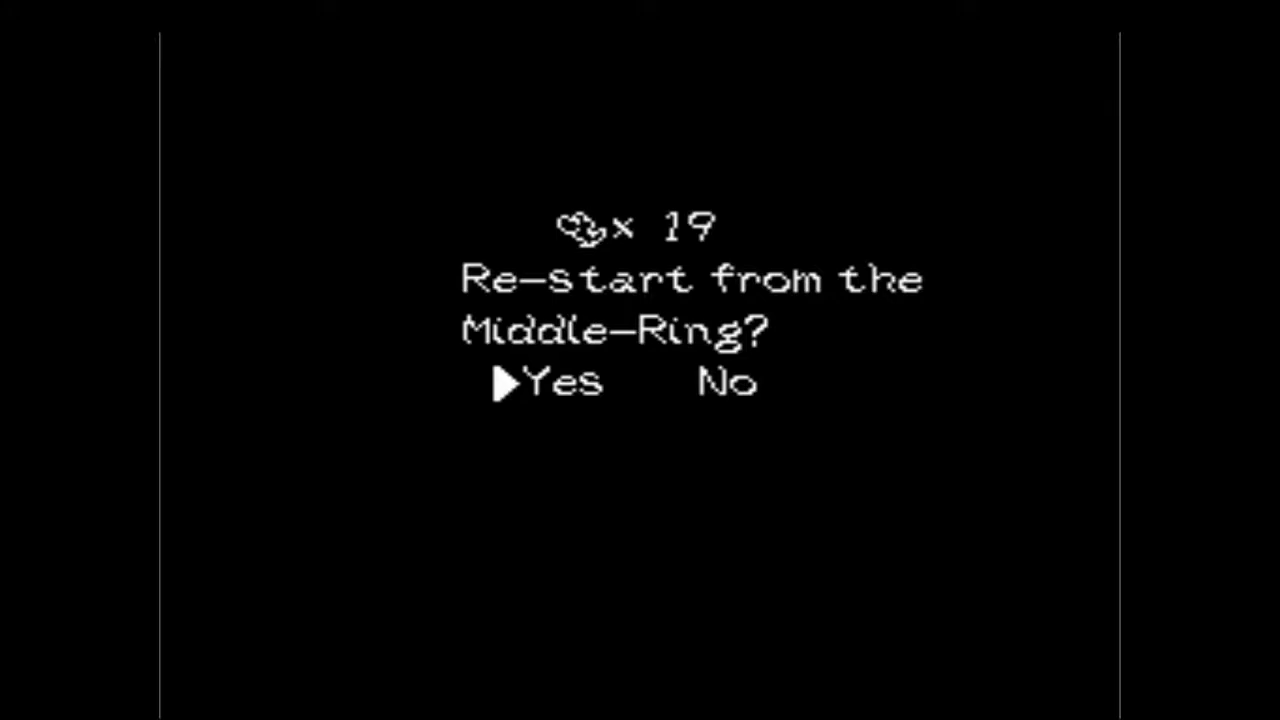 x 19
Re-start from the
Middle-Ring?
Yes No